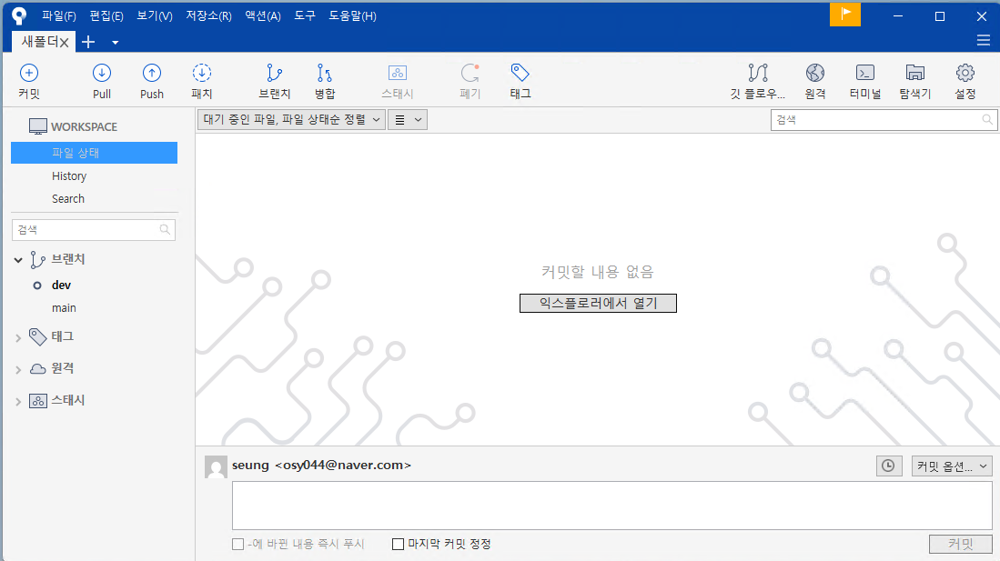 파일(F) 편집(E) 보기(V) 저장소(R) 액션(A) 도구 도움말(H)
새폴더
커밋 Pull Push 패치 브랜치 병합 스태시 폐기 태그 깃 플로우... 원격 터미널 탐색기 설정
WORKSPACE
파일 상태
History
Search
검색
브랜치
dev
main
태그
원격
스태시
대기 중인 파일, 파일 상태순 정렬
검색
커밋할 내용 없음
익스플로러에서 열기
seung <osy044@naver.com>
커밋 옵션...
-에 바뀐 내용 즉시 푸시
마지막 커밋 정정
커밋